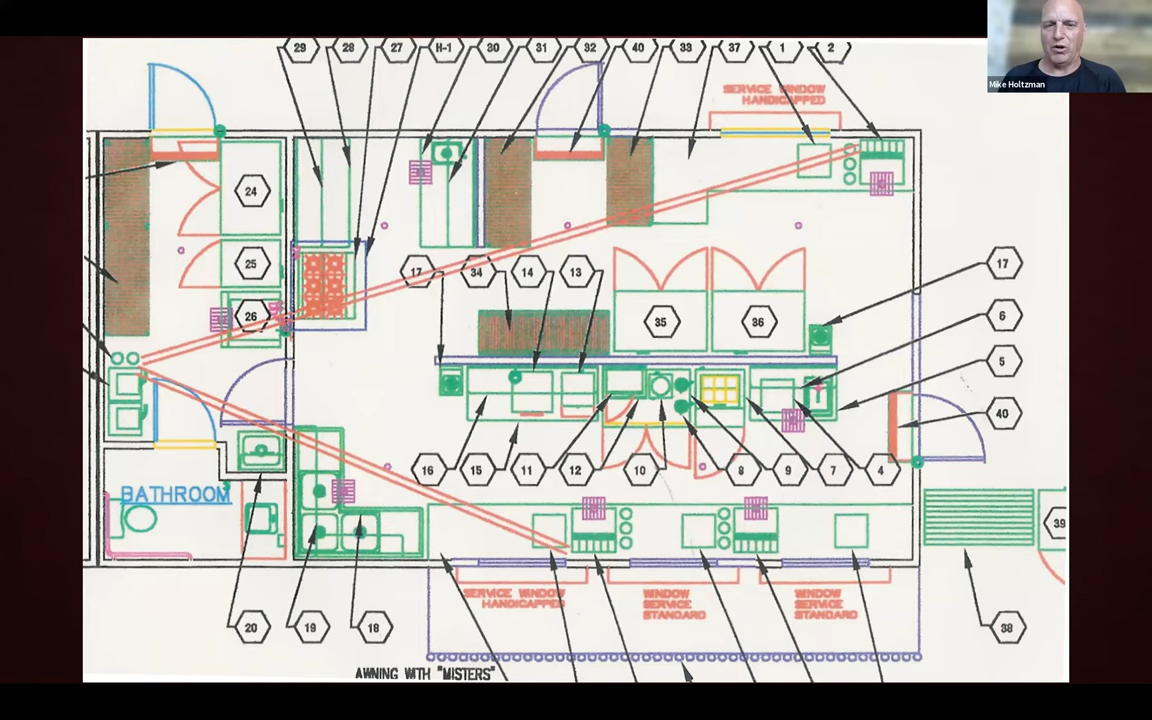 29 28 27 H-1 30 31 32 40 33 37 1 2
Mike Holtzman
SERVICE WINDOW
HANDICAPPED
24
25
26
17 34 14 13
35 36
17
6
5
40
16 15 11 12 10 8 9 7 4
BATHROOM
39
SERVICE WINDOW
HANDICAPPED
WINDOW
SERVICE
STANDARD
WINDOW
SERVICE
STANDARD
20 19 18
38
AWNING WITH "MISTERS"